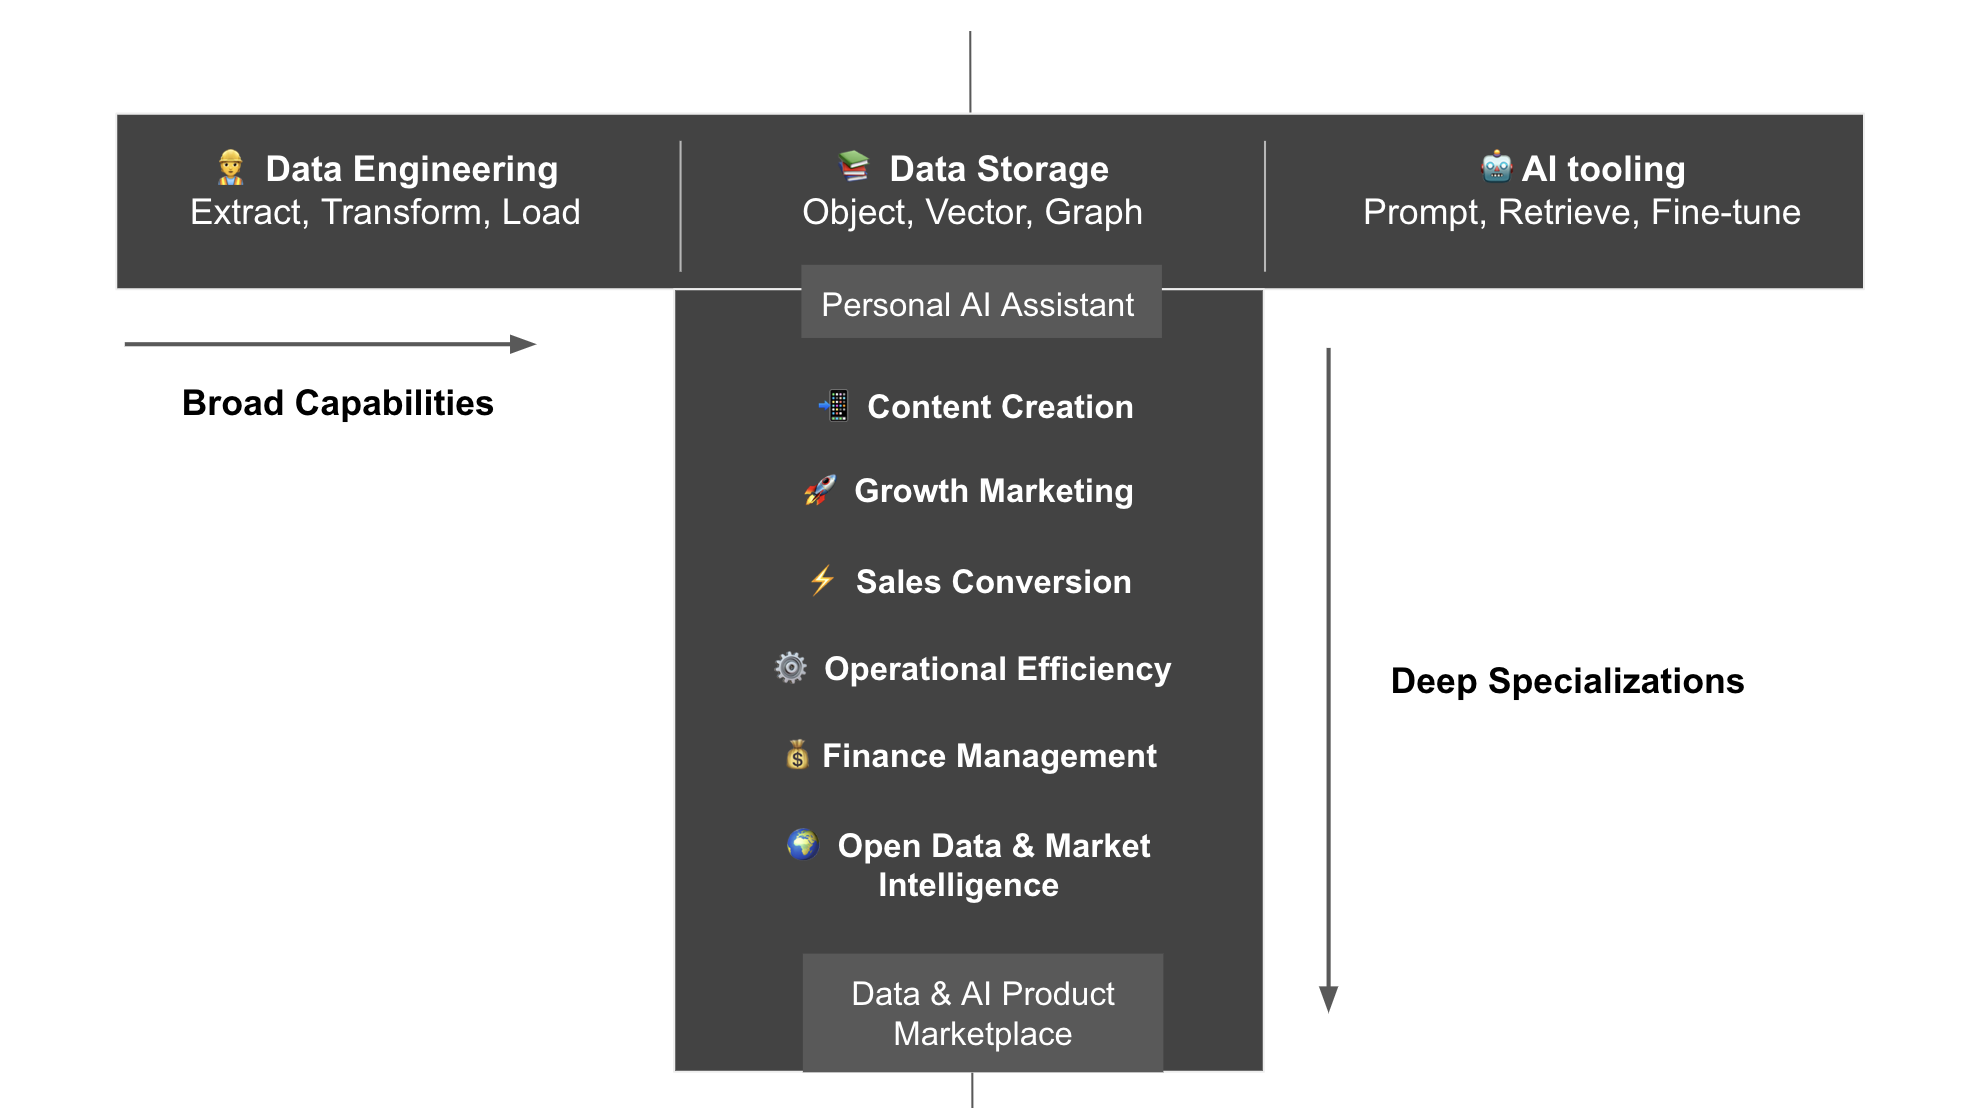 👷 Data Engineering
Extract, Transform, Load
📚 Data Storage
Object, Vector, Graph
🤖 AI tooling
Prompt, Retrieve, Fine-tune
Personal AI Assistant
Broad Capabilities
📲 Content Creation
🚀 Growth Marketing
⚡ Sales Conversion
⚙️ Operational Efficiency
💰 Finance Management
🌍 Open Data & Market
Intelligence
Deep Specializations
Data & AI Product
Marketplace